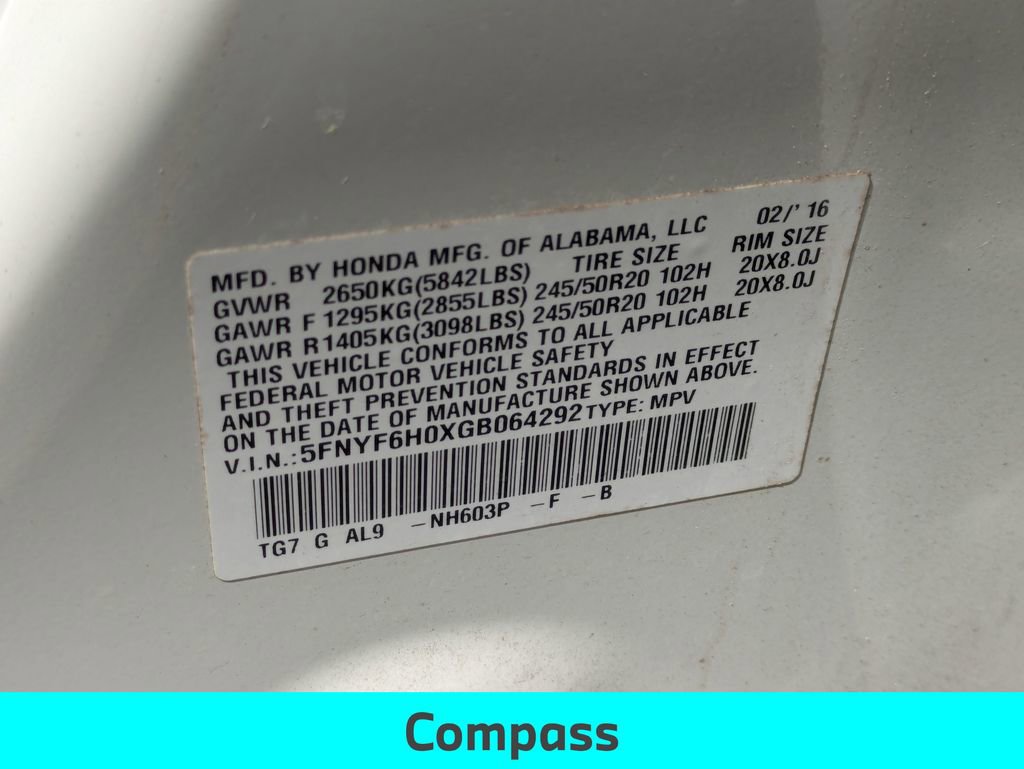 MFD. BY HONDA MFG. OF ALABAMA, LLC 02/'16
GVWR 2650KG(5842LBS) TIRE SIZE RIM SIZE
GAWR F 1295KG(2855LBS) 245/50R20 102H 20X8.0J
GAWR R1405KG(3098LBS) 245/50R20 102H 20X8.0J
THIS VEHICLE CONFORMS TO ALL APPLICABLE
FEDERAL MOTOR VEHICLE SAFETY
AND THEFT PREVENTION STANDARDS IN EFFECT
ON THE DATE OF MANUFACTURE SHOWN ABOVE.
V.I.N.:5FNYF6H0XGB064292 TYPE: MPV
TG7 G AL9 -NH603P -F -B
Compass